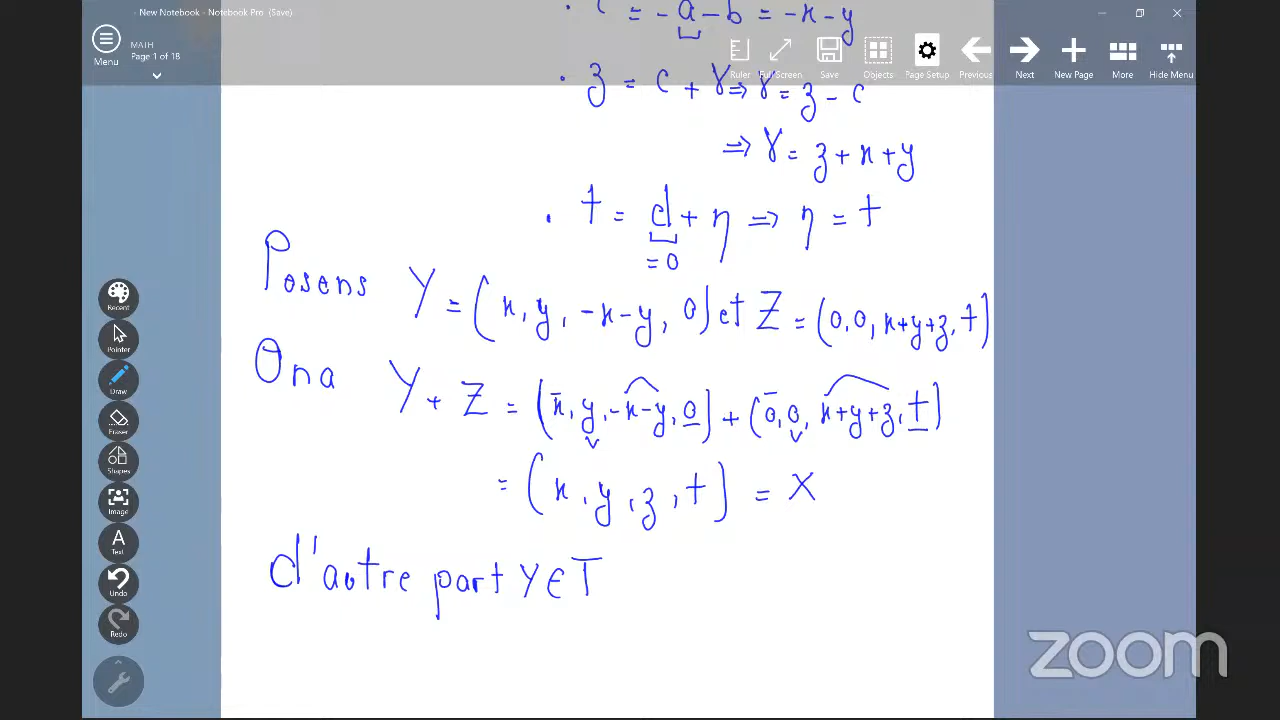 - New Notebook - Notebook Pro (Save)
MATH
Page 1 of 18
Menu
Ruler
Full Screen
Save
Objects
Page Setup
Previous
Next
New Page
More
Hide Menu
= -a-b = -x-y
· z = c + γ ⇒ γ = z - c
⇒ γ = z + x + y
· t = d + η ⇒ η = t
= 0
Posons Y = (x, y, -x-y, 0) et Z = (0, 0, x+y+z, t)
On a Y + Z = (x, y, -x-y, 0) + (0, 0, x+y+z, t)
= (x, y, z, t) = X
d'autre part Y ∈ T
Recent
Pointer
Draw
Eraser
Shapes
Image
Text
Undo
Redo
zoom